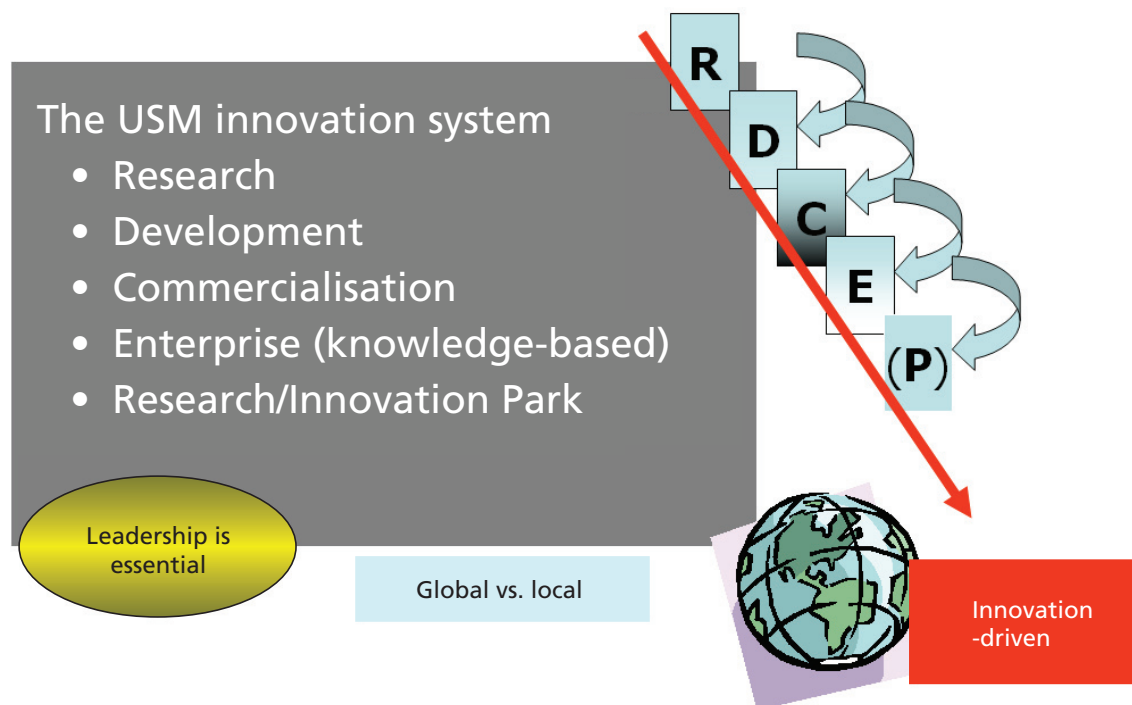 The USM innovation system
• Research
• Development
• Commercialisation
• Enterprise (knowledge-based)
• Research/Innovation Park
R
D
C
E
(P)
Leadership is
essential
Global vs. local
Innovation
-driven